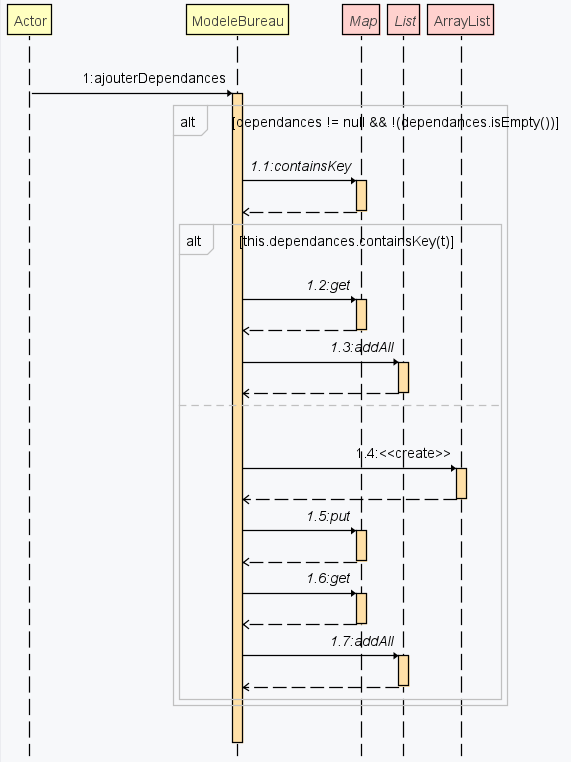 Actor
ModeleBureau
Map
List
ArrayList
1:ajouterDependances
alt
[dependances != null && !(dependances.isEmpty())]
1.1:containsKey
alt
[this.dependances.containsKey(t)]
1.2:get
1.3:addAll
1.4:<<create>>
1.5:put
1.6:get
1.7:addAll